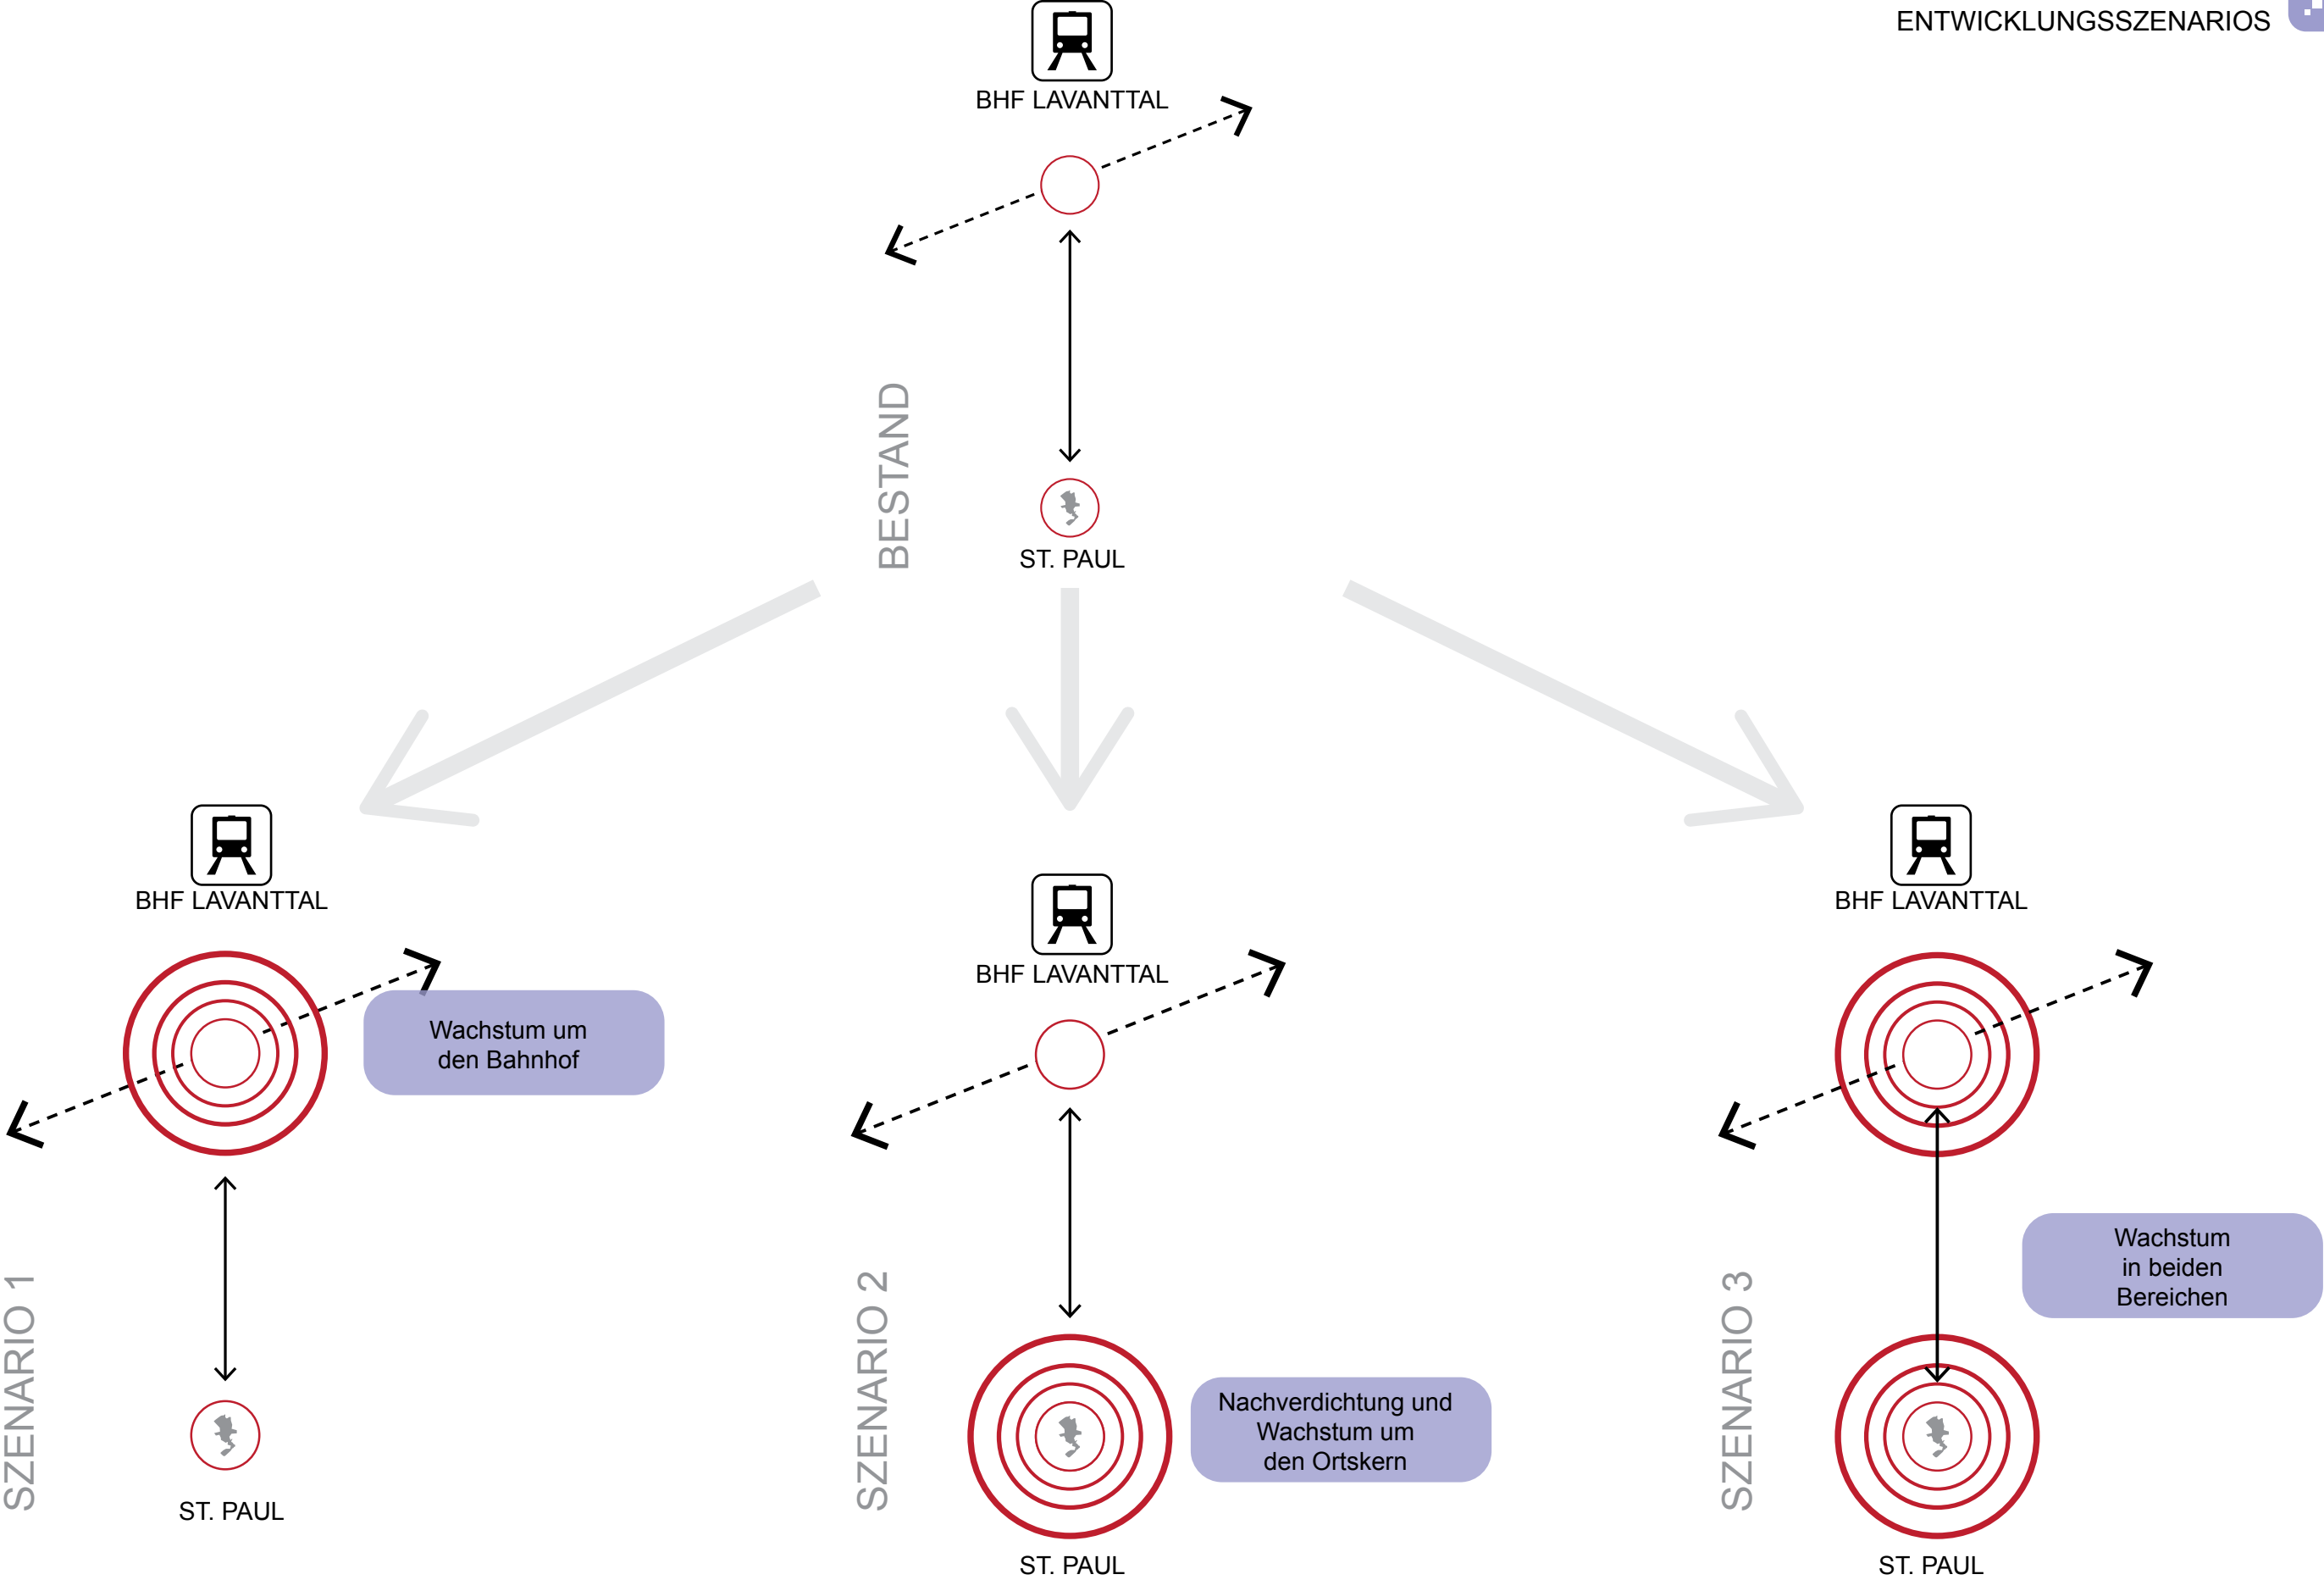 ENTWICKLUNGSSZENARIOS
BHF LAVANTTAL
BESTAND
ST. PAUL
BHF LAVANTTAL
Wachstum um
den Bahnhof
SZENARIO 1
ST. PAUL
BHF LAVANTTAL
SZENARIO 2
Nachverdichtung und
Wachstum um
den Ortskern
ST. PAUL
BHF LAVANTTAL
Wachstum
in beiden
Bereichen
SZENARIO 3
ST. PAUL